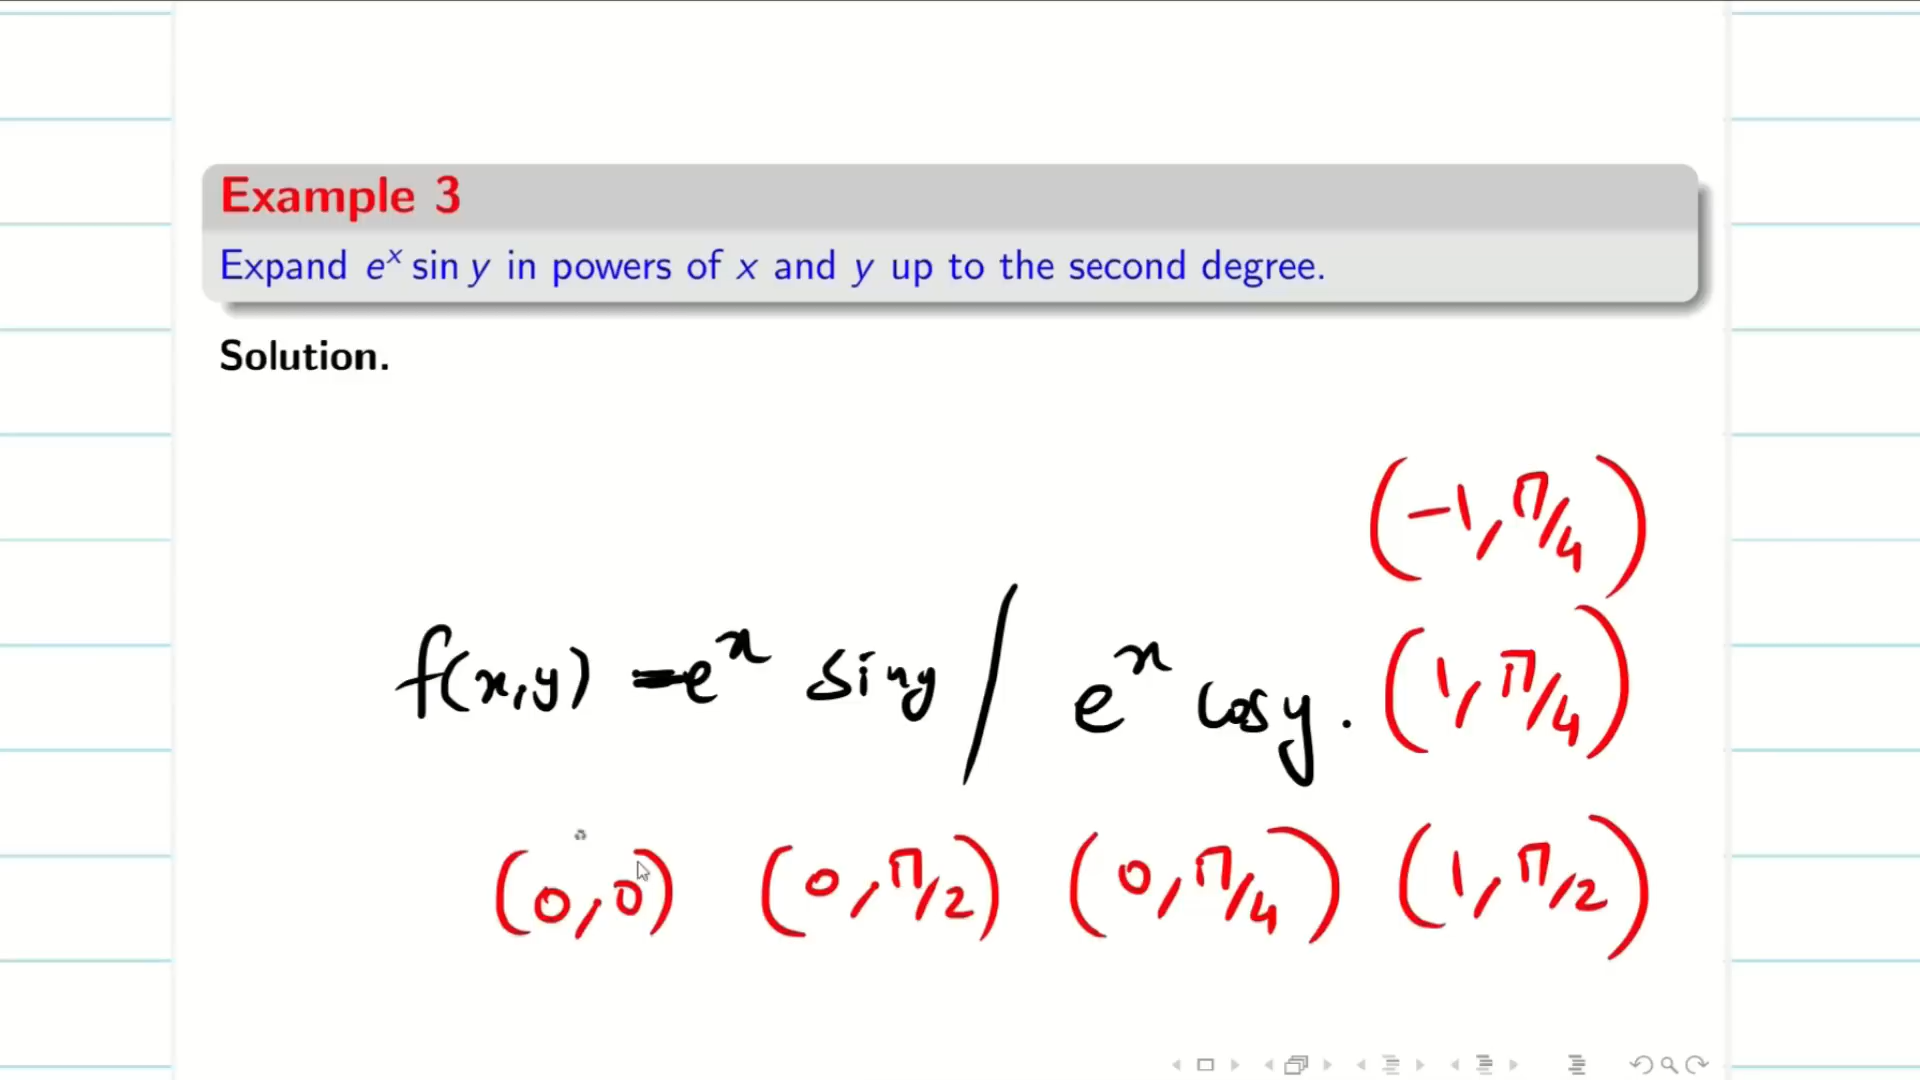 Example 3
Expand e^x sin y in powers of x and y up to the second degree.
Solution.
(-1, π/4)
f(x,y) = e^x sin y / e^x cos y. (1, π/4)
(0,0) (0, π/2) (0, π/4) (1, π/2)